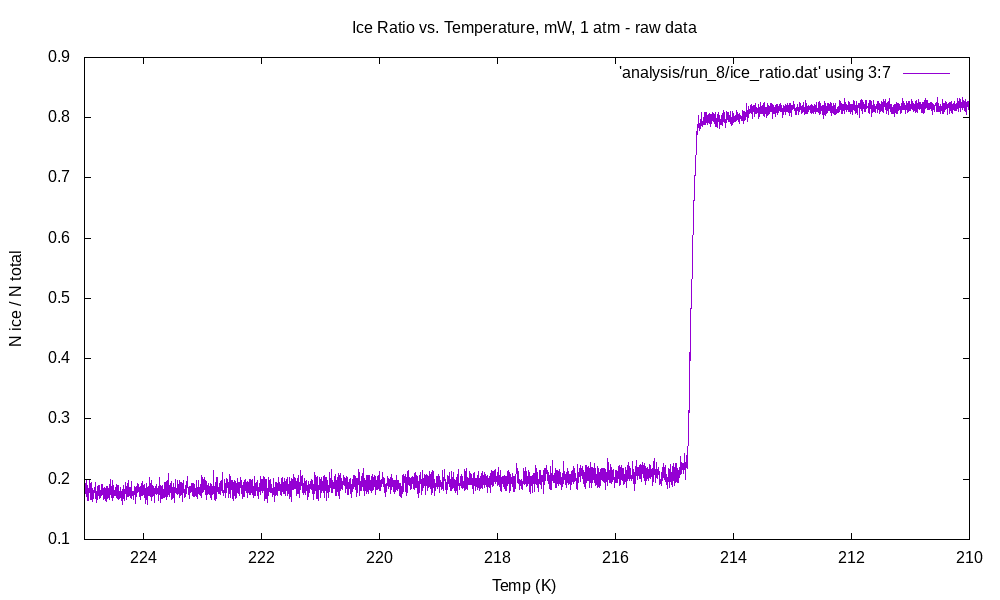 Ice Ratio vs. Temperature, mW, 1 atm - raw data
'analysis/run_8/ice_ratio.dat' using 3:7
N ice / N total
0.9
0.8
0.7
0.6
0.5
0.4
0.3
0.2
0.1
224 222 220 218 216 214 212 210
Temp (K)